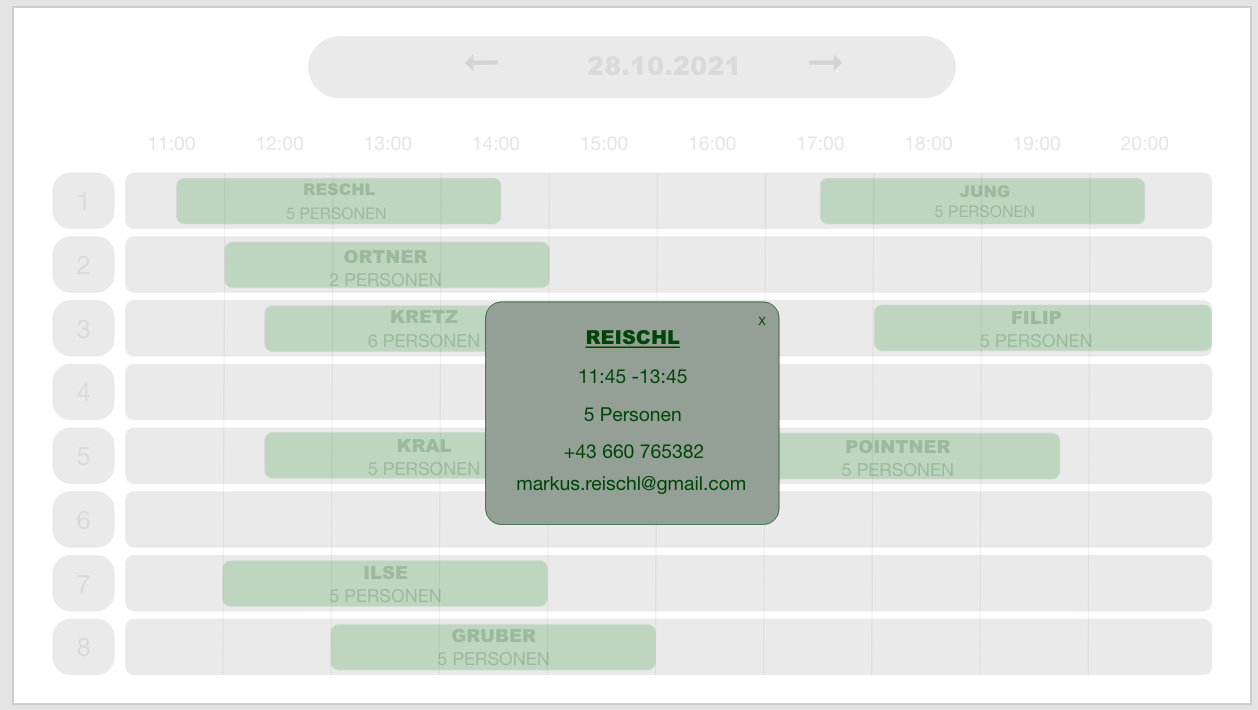 28.10.2021
11:00 12:00 13:00 14:00 15:00 16:00 17:00 18:00 19:00 20:00
1 RESCHL JUNG
5 PERSONEN 5 PERSONEN
2 ORTNER
2 PERSONEN
3 KRETZ FILIP
6 PERSONEN 5 PERSONEN
4
5 KRAL POINTNER
5 PERSONEN 5 PERSONEN
6
7 ILSE
5 PERSONEN
8 GRUBER
5 PERSONEN
x
REISCHL
11:45 -13:45
5 Personen
+43 660 765382
markus.reischl@gmail.com